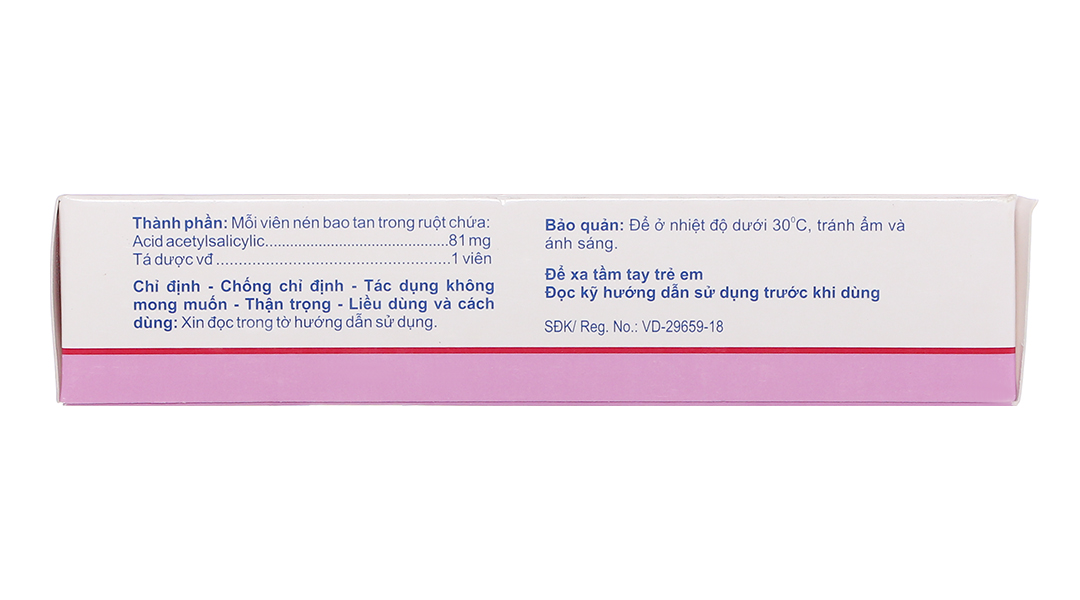 Thành phần: Mỗi viên nén bao tan trong ruột chứa:
Acid acetylsalicylic..............................................81 mg
Tá dược vđ ....................................................1 viên
Chỉ định - Chống chỉ định - Tác dụng không
mong muốn - Thận trọng - Liều dùng và cách
dùng: Xin đọc trong tờ hướng dẫn sử dụng.
Bảo quản: Để ở nhiệt độ dưới 30°C, tránh ẩm và
ánh sáng.
Để xa tầm tay trẻ em
Đọc kỹ hướng dẫn sử dụng trước khi dùng
SĐK/ Reg. No.: VD-29659-18